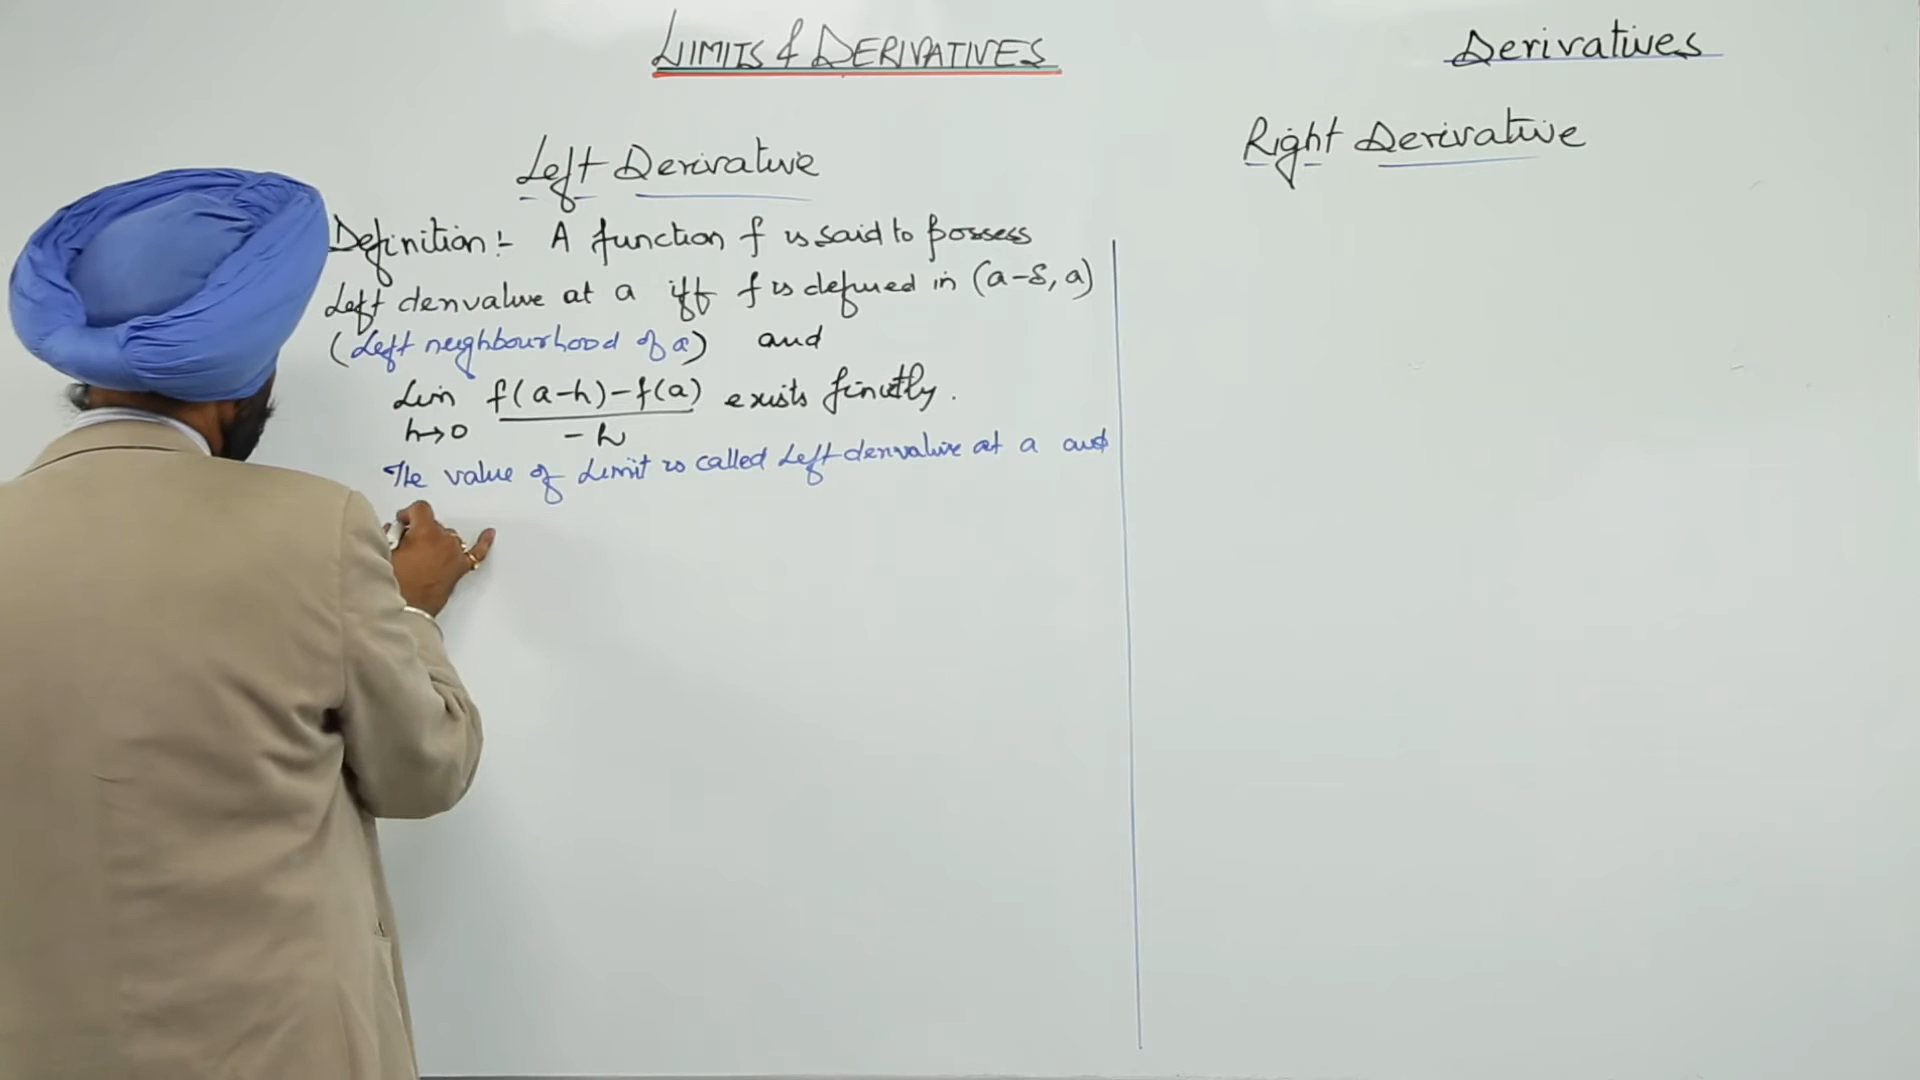 LIMITS & DERIVATIVES
Derivatives
Left Derivative
Definition:- A function f is said to possess
Left derivative at a iff f is defined in (a-δ, a)
(Left neighbourhood of a) and
Lim f(a-h)-f(a) exists finitely.
h→0 -h
The value of Limit is called Left derivative at a and
Right Derivative